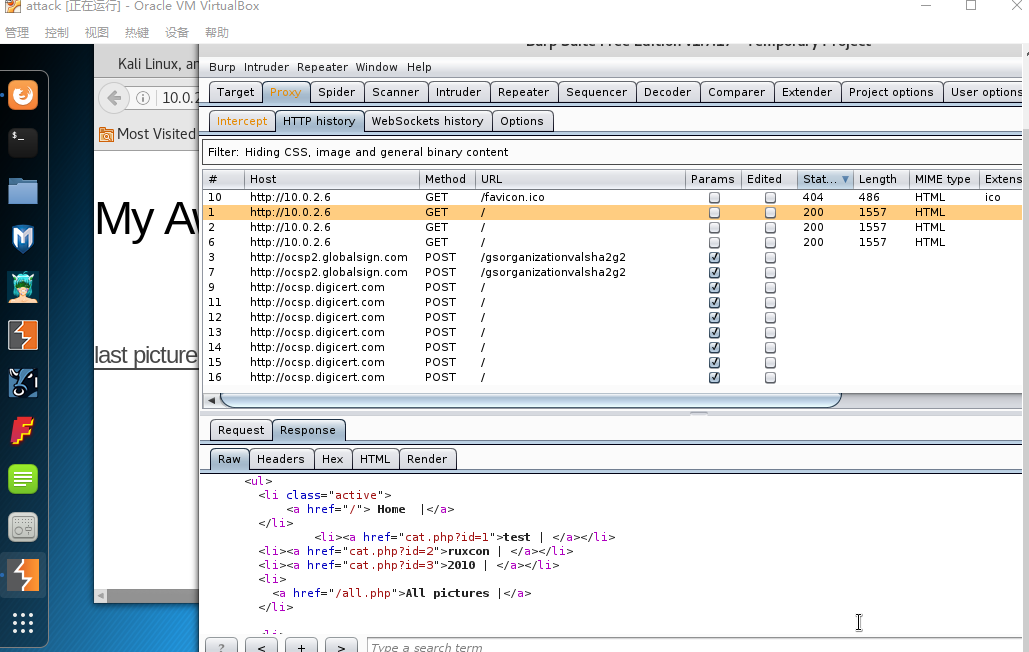 attack [正在运行] - Oracle VM VirtualBox
管理 控制 视图 热键 设备 帮助
Kali Linux, an
10.0.2
Most Visited
My Aw
last picture
Burp Suite Free Edition v1.7.27 - Temporary Project
Burp Intruder Repeater Window Help
Target Proxy Spider Scanner Intruder Repeater Sequencer Decoder Comparer Extender Project options User options
Intercept HTTP history WebSockets history Options
Filter: Hiding CSS, image and general binary content
# Host Method URL Params Edited Stat... Length MIME type Extens
10 http://10.0.2.6 GET /favicon.ico 404 486 HTML ico
1 http://10.0.2.6 GET / 200 1557 HTML
2 http://10.0.2.6 GET / 200 1557 HTML
6 http://10.0.2.6 GET / 200 1557 HTML
3 http://ocsp2.globalsign.com POST /gsorganizationvalsha2g2
7 http://ocsp2.globalsign.com POST /gsorganizationvalsha2g2
9 http://ocsp.digicert.com POST /
11 http://ocsp.digicert.com POST /
12 http://ocsp.digicert.com POST /
13 http://ocsp.digicert.com POST /
14 http://ocsp.digicert.com POST /
15 http://ocsp.digicert.com POST /
16 http://ocsp.digicert.com POST /
Request Response
Raw Headers Hex HTML Render
<ul>
<li class="active">
<a href="/"> Home |</a>
</li>
<li><a href="cat.php?id=1">test | </a></li>
<li><a href="cat.php?id=2">ruxcon | </a></li>
<li><a href="cat.php?id=3">2010 | </a></li>
<li>
<a href="/all.php">All pictures |</a>
</li>
? < + > Type a search term